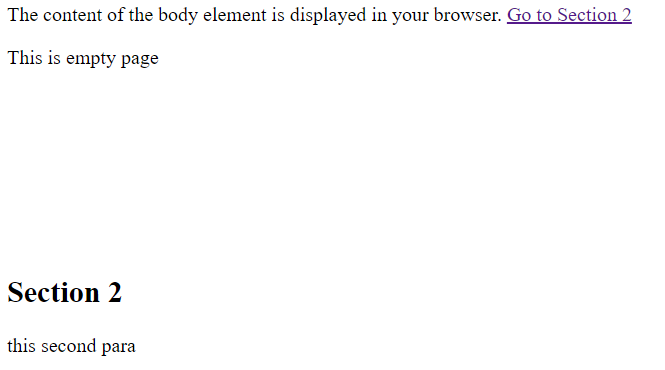 The content of the body element is displayed in your browser. Go to Section 2
This is empty page
Section 2
this second para